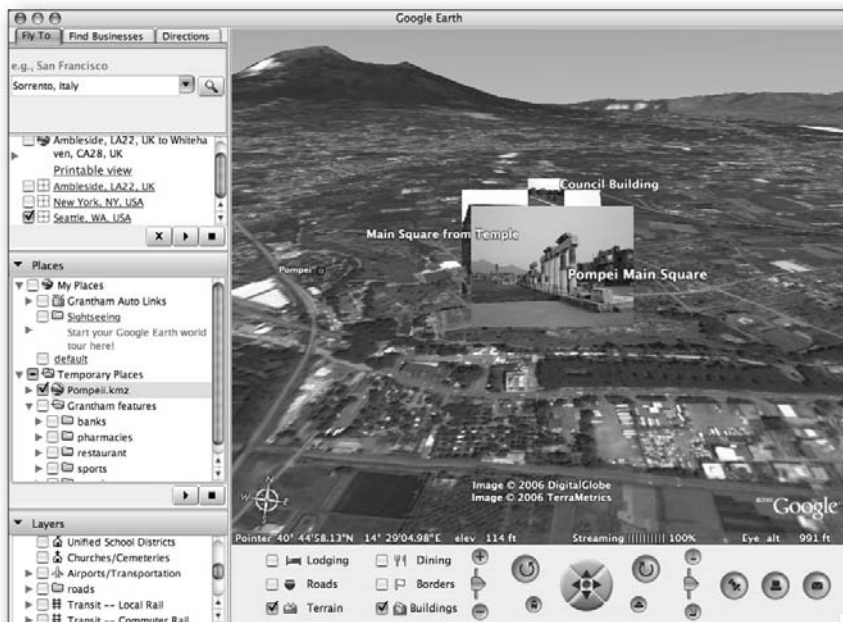 Google Earth
Fly To
Find Businesses
Directions
e.g., San Francisco
Sorrento, Italy
Ambleside, LA22, UK to Whiteha
ven, CA28, UK
Printable view
Ambleside, LA22, UK
New York, NY, USA
Seattle, WA, USA
Places
My Places
Grantham Auto Links
Sightseeing
Start your Google Earth world
tour here!
default
Temporary Places
Pompeii.kmz
Grantham features
banks
pharmacies
restaurant
sports
Layers
Unified School Districts
Churches/Cemeteries
Airports/Transportation
roads
Transit -- Local Rail
Transit -- Commuter Rail
Council Building
Main Square from Temple
Pompei
Pompei Main Square
N
W
E
S
Image © 2006 DigitalGlobe
Image © 2006 TerraMetrics
Google
Pointer 40° 44'58.13"N 14° 29'04.98"E elev 114 ft Streaming |||||||||| 100% Eye alt 991 ft
Lodging
Dining
Roads
Borders
Terrain
Buildings